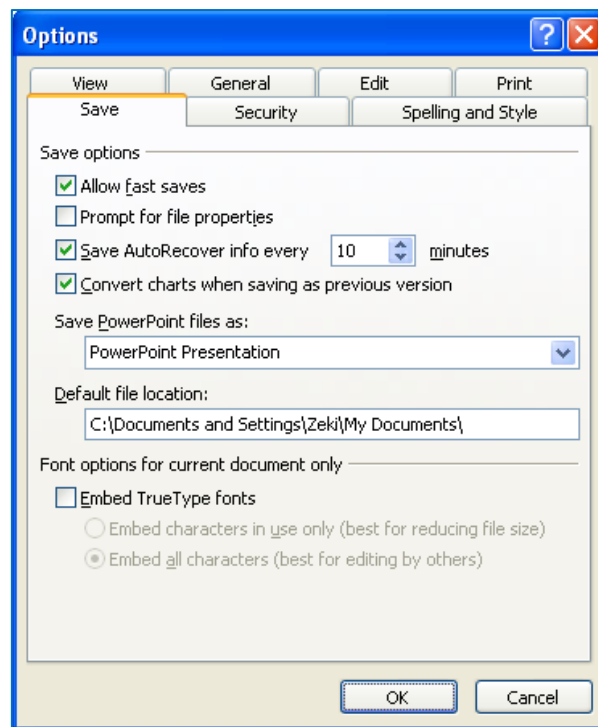 Options
View General Edit Print
Save Security Spelling and Style
Save options
Allow fast saves
Prompt for file properties
Save AutoRecover info every 10 minutes
Convert charts when saving as previous version
Save PowerPoint files as:
PowerPoint Presentation
Default file location:
C:\Documents and Settings\Zeki\My Documents\
Font options for current document only
Embed TrueType fonts
Embed characters in use only (best for reducing file size)
Embed all characters (best for editing by others)
OK Cancel